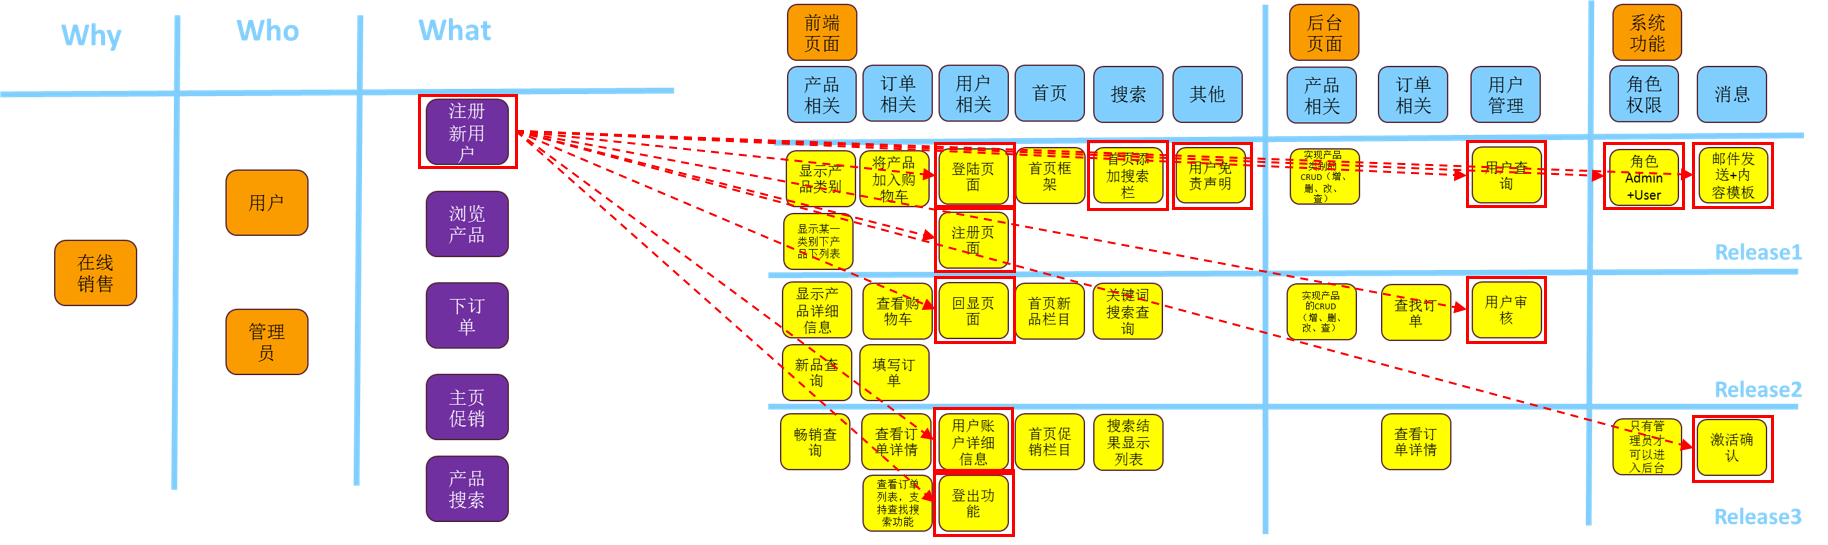 Why
Who
What
在线
销售
用户
管理
员
注册
新用
户
浏览
产品
下订
单
主页
促销
产品
搜索
前端
页面
后台
页面
系统
功能
产品
相关
订单
相关
用户
相关
首页
搜索
其他
产品
相关
订单
相关
用户
管理
角色
权限
消息
显示产
品类别
将产品
加入购
物车
登陆页
面
首页框
架
首页添
加搜索
栏
用户免
责声明
实现产品
类别的
CRUD（增、
删、改、
查）
用户查
询
角色
Admin
+User
邮件发
送+内
容模板
显示某一
类别下产
品下列表
注册页
面
Release1
显示产
品详细
信息
查看购
物车
回显页
面
首页新
品栏目
关键词
搜索查
询
实现产品
的CRUD
（增、删、
改、查）
查找订
单
用户审
核
新品查
询
填写订
单
Release2
畅销查
询
查看订
单详情
用户账
户详细
信息
首页促
销栏目
搜索结
果显示
列表
查看订
单详情
只有管
理员才
可以进
入后台
激活确
认
查看订单
列表，支
持查找搜
索功能
登出功
能
Release3